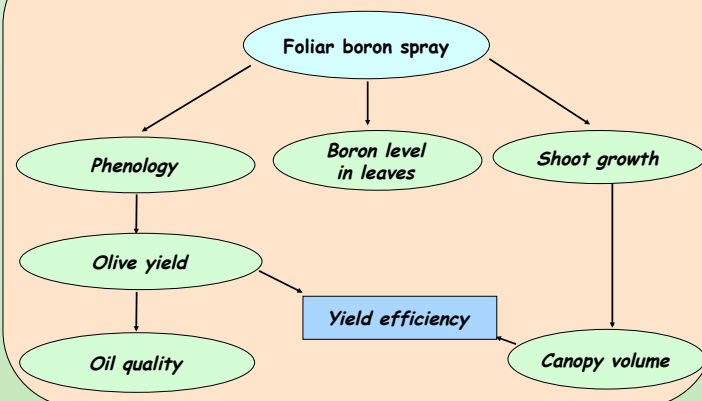 Foliar boron spray
Phenology
Boron level
in leaves
Shoot growth
Olive yield
Yield efficiency
Oil quality
Canopy volume